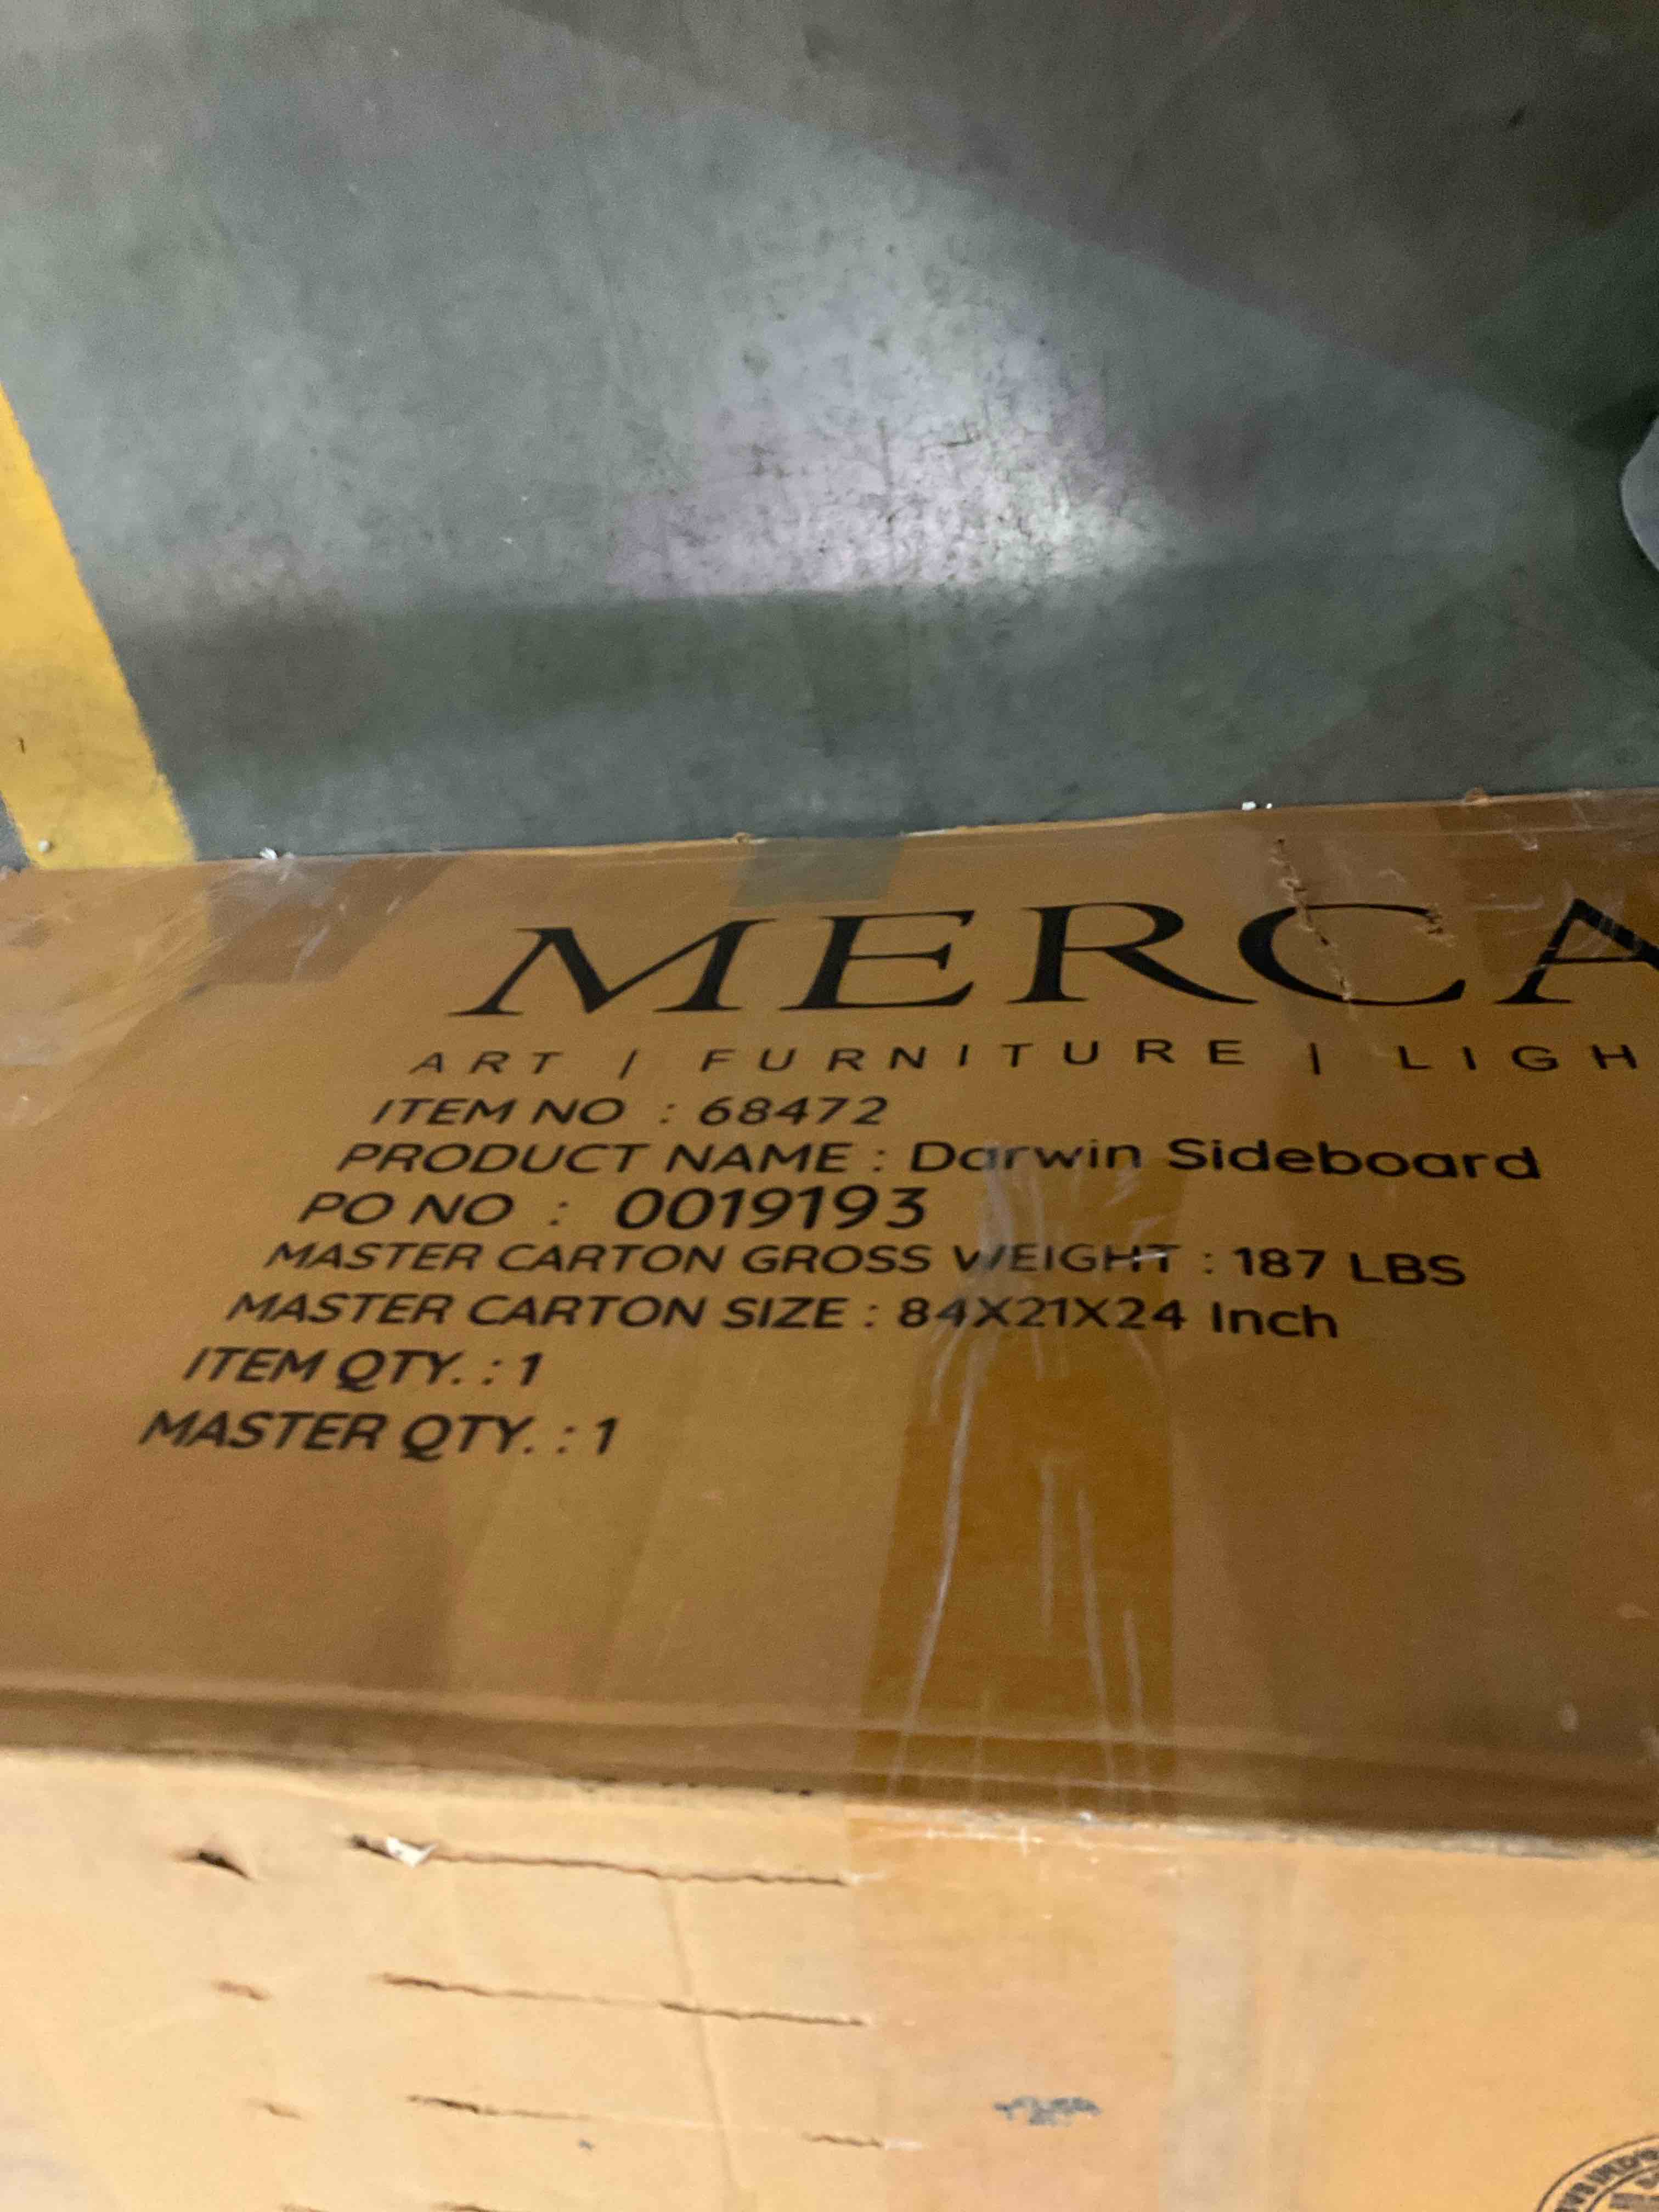 MERCA
ART | FURNITURE | LIGH
ITEM NO : 68472
PRODUCT NAME : Darwin Sideboard
PO NO : 0019193
MASTER CARTON GROSS WEIGHT : 187 LBS
MASTER CARTON SIZE : 84X21X24 Inch
ITEM QTY. : 1
MASTER QTY. : 1